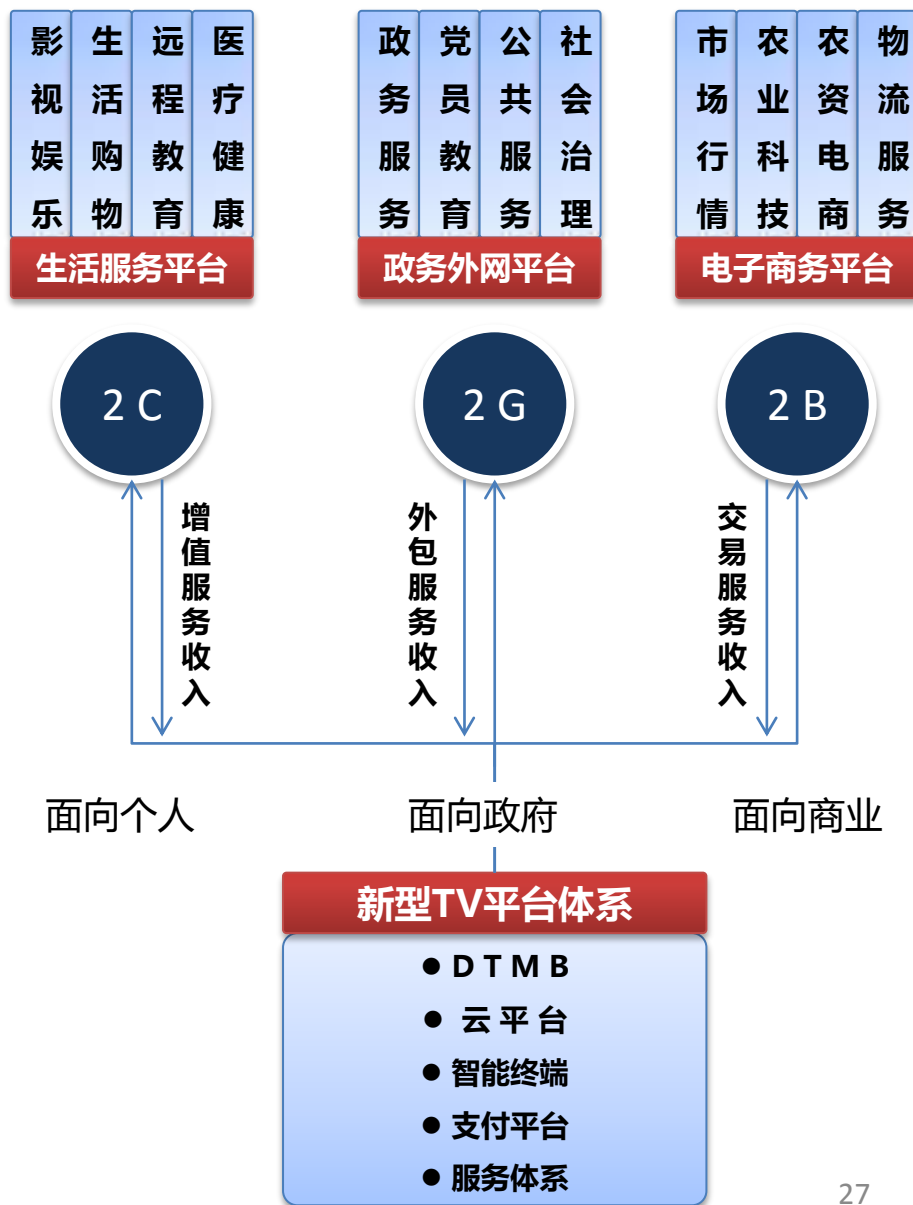 影视娱乐
生活购物
远程教育
医疗健康
生活服务平台
政务服务
党员教育
公共服务
社会治理
政务外网平台
市场行情
农业科技
农资电商
物流服务
电子商务平台
2 C
2 G
2 B
增值服务收入
外包服务收入
交易服务收入
面向个人
面向政府
面向商业
新型TV平台体系
● D T M B
● 云 平 台
● 智能终端
● 支付平台
● 服务体系
27